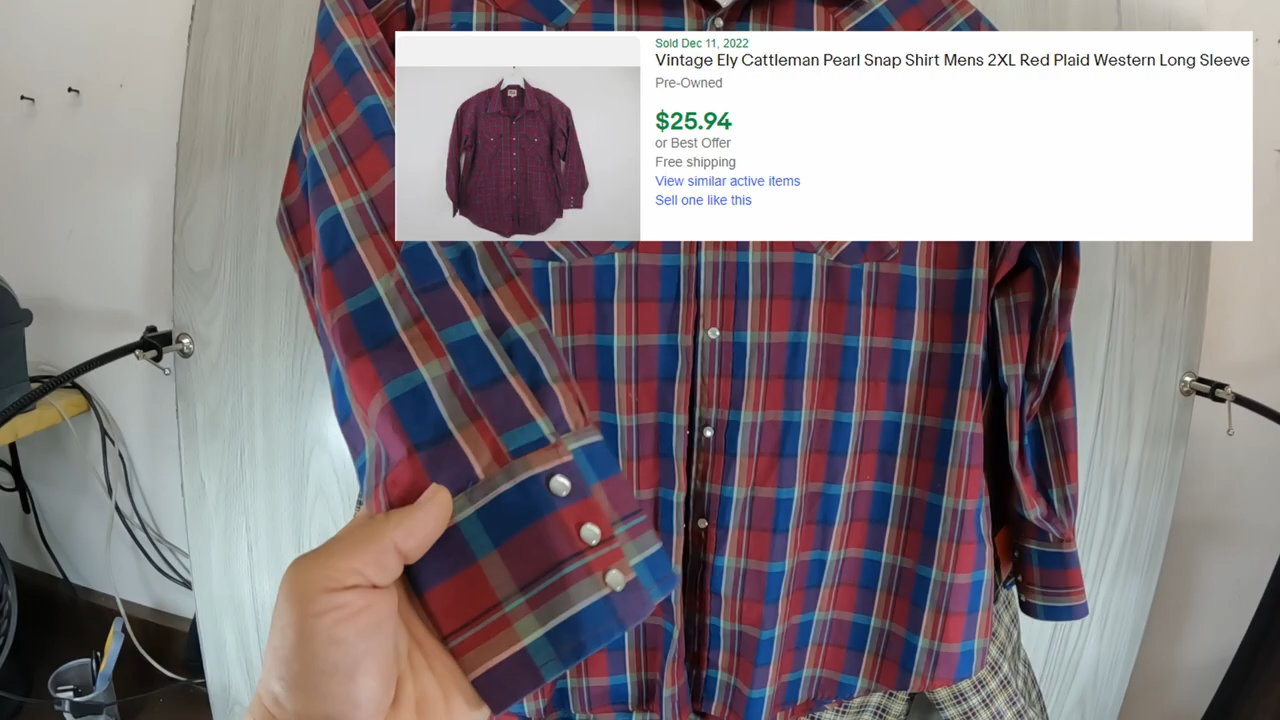 Sold Dec 11, 2022
Vintage Ely Cattleman Pearl Snap Shirt Mens 2XL Red Plaid Western Long Sleeve
Pre-Owned
$25.94
or Best Offer
Free shipping
View similar active items
Sell one like this